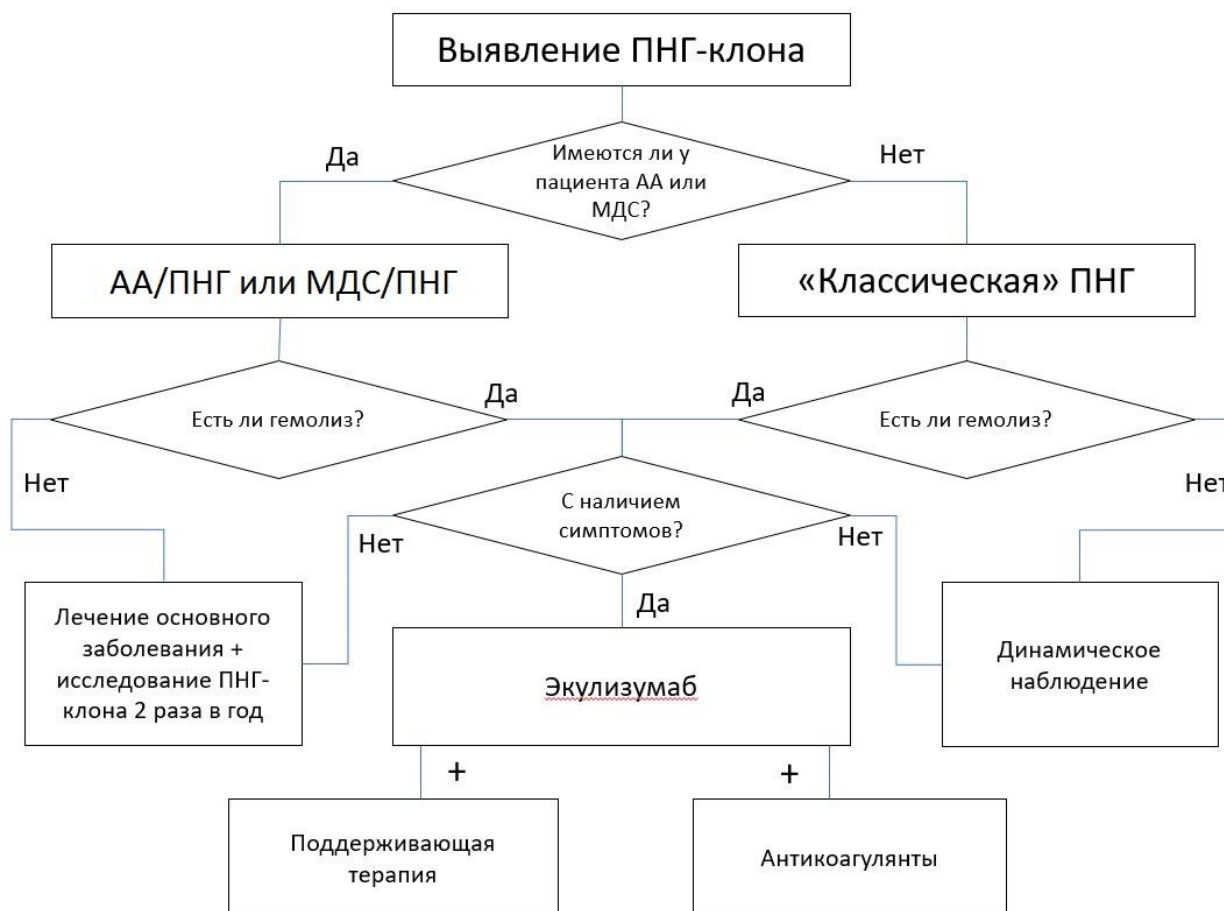 Выявление ПНГ-клона
Да
Имеются ли у
пациента АА или
МДС?
Нет
АА/ПНГ или МДС/ПНГ
«Классическая» ПНГ
Есть ли гемолиз?
Да
Да
Есть ли гемолиз?
Нет
Нет
С наличием
симптомов?
Нет
Нет
Да
Лечение основного
заболевания +
исследование ПНГ-
клона 2 раза в год
Экулизумаб
Динамическое
наблюдение
+
+
Поддерживающая
терапия
Антикоагулянты